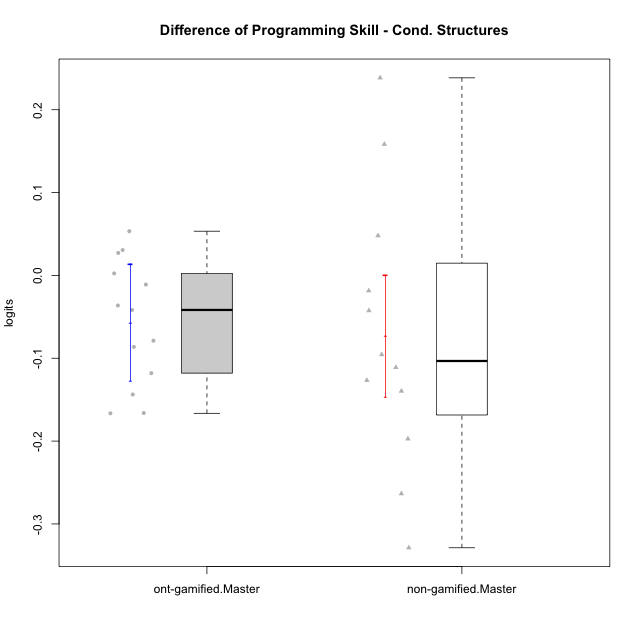 Difference of Programming Skill - Cond. Structures
logits
0.2
0.1
0.0
-0.1
-0.2
-0.3
ont-gamified.Master
non-gamified.Master